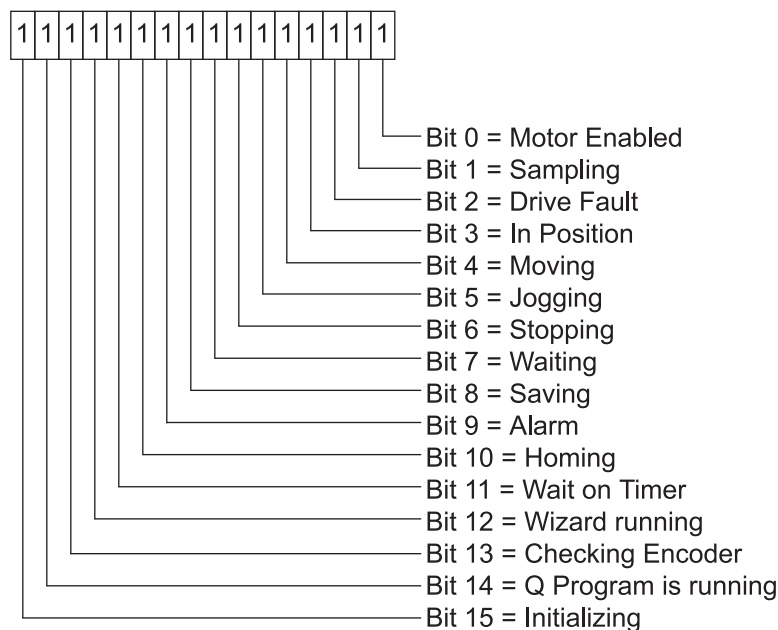 1 1 1 1 1 1 1 1 1 1 1 1 1 1 1 1
Bit 0 = Motor Enabled
Bit 1 = Sampling
Bit 2 = Drive Fault
Bit 3 = In Position
Bit 4 = Moving
Bit 5 = Jogging
Bit 6 = Stopping
Bit 7 = Waiting
Bit 8 = Saving
Bit 9 = Alarm
Bit 10 = Homing
Bit 11 = Wait on Timer
Bit 12 = Wizard running
Bit 13 = Checking Encoder
Bit 14 = Q Program is running
Bit 15 = Initializing